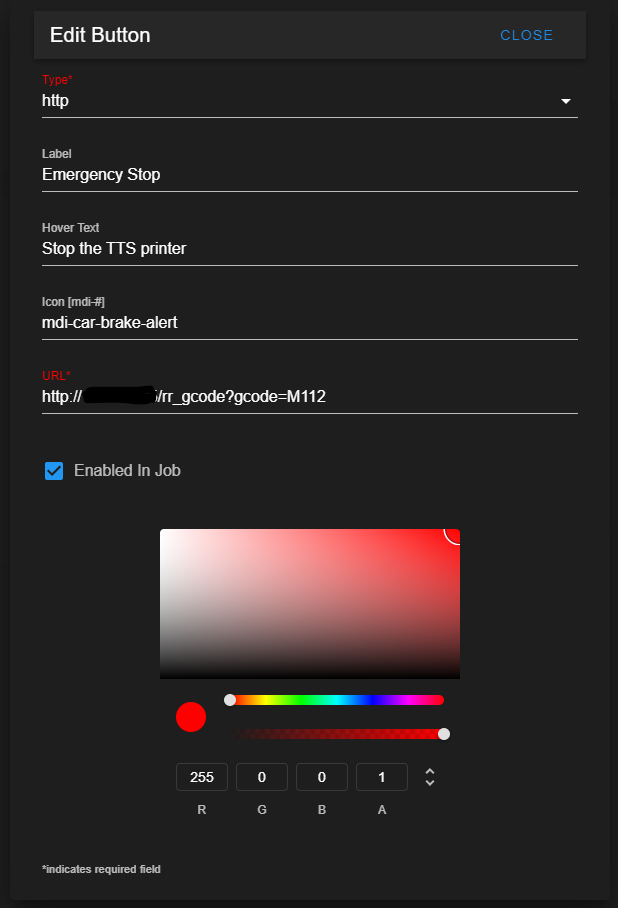 Edit Button CLOSE
Type*
http
Label
Emergency Stop
Hover Text
Stop the TTS printer
Icon [mdi-#]
mdi-car-brake-alert
URL*
http:// /rr_gcode?gcode=M112
Enabled In Job
255 0 0 1
R G B A
*indicates required field